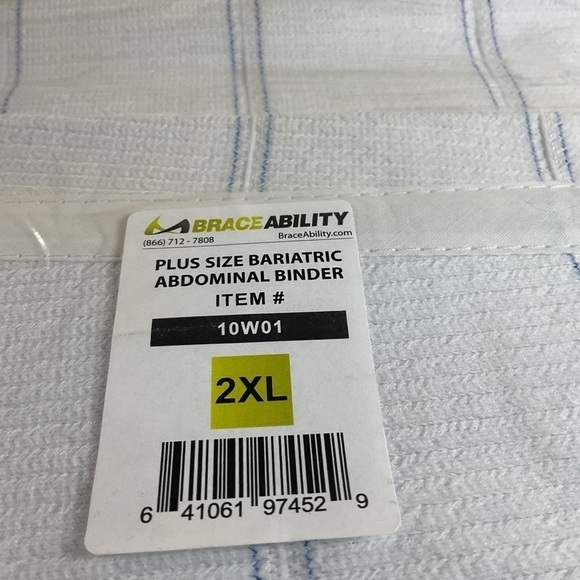 BRACEABILITY
(866) 712 - 7808 BraceAbility.com
PLUS SIZE BARIATRIC
ABDOMINAL BINDER
ITEM #
10W01
2XL
6 41061 97452 9